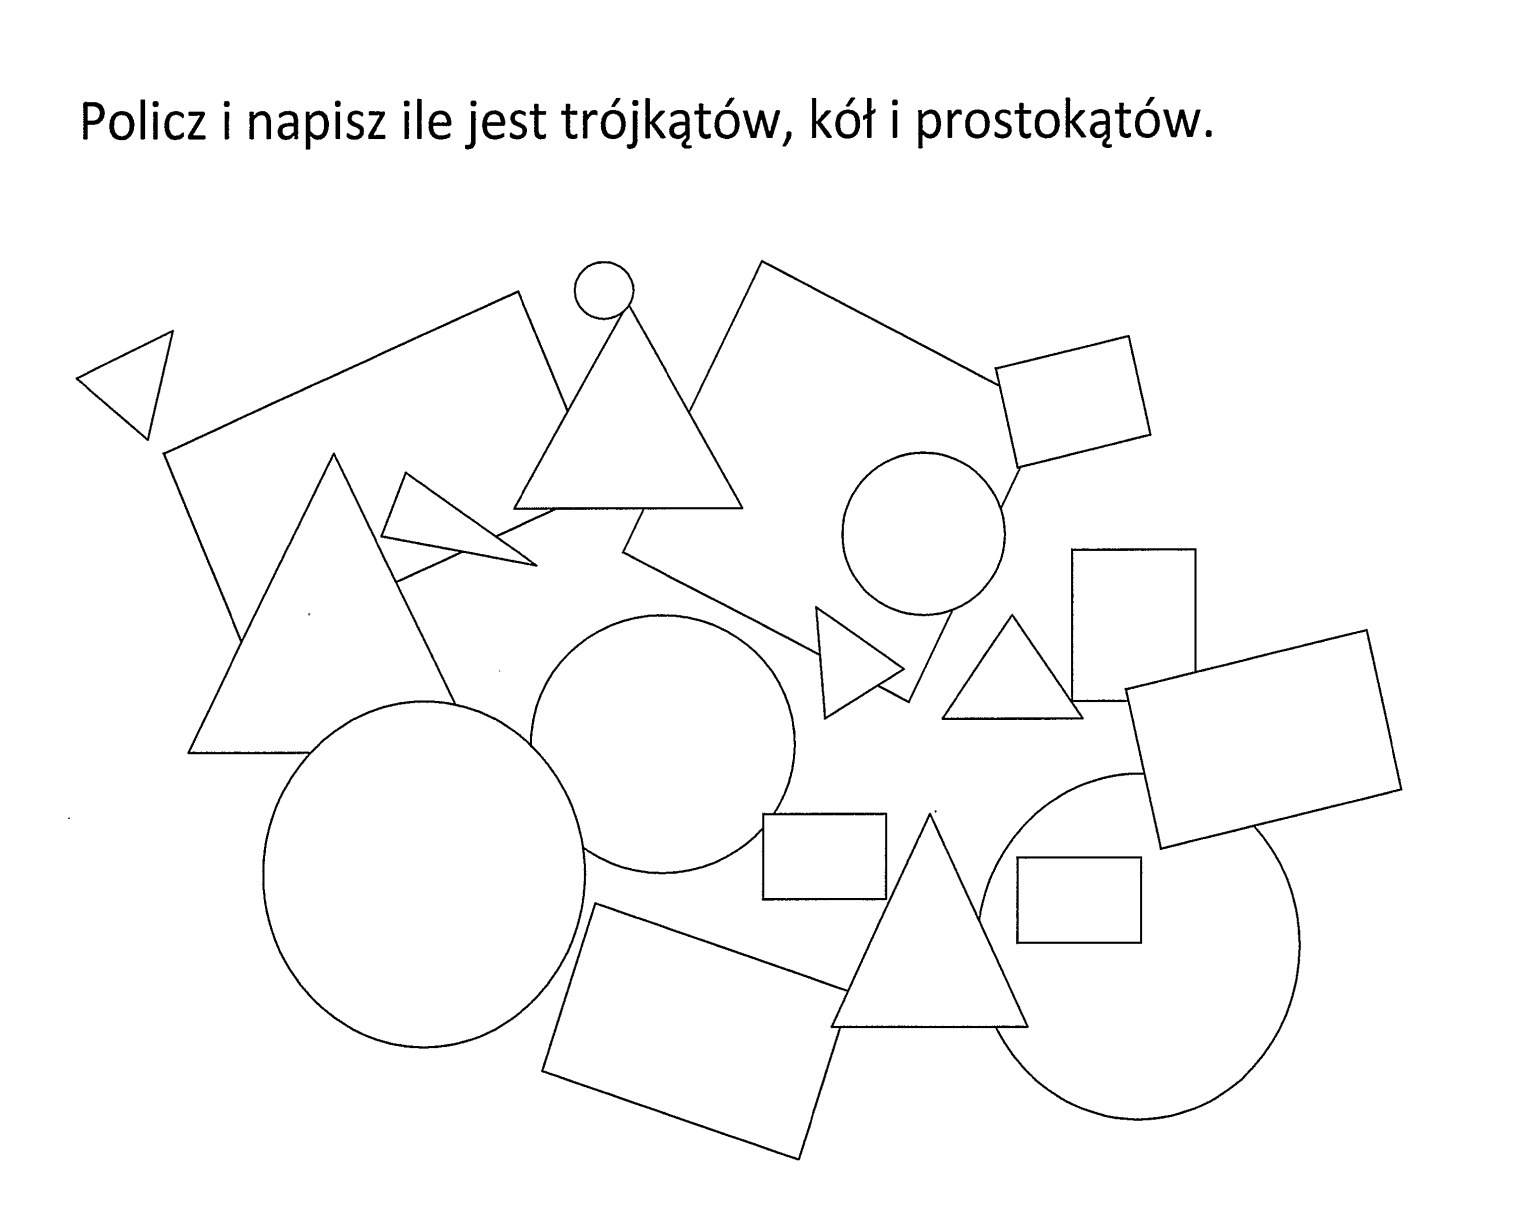 Policz i napisz ile jest trójkątów, kół i prostokątów.